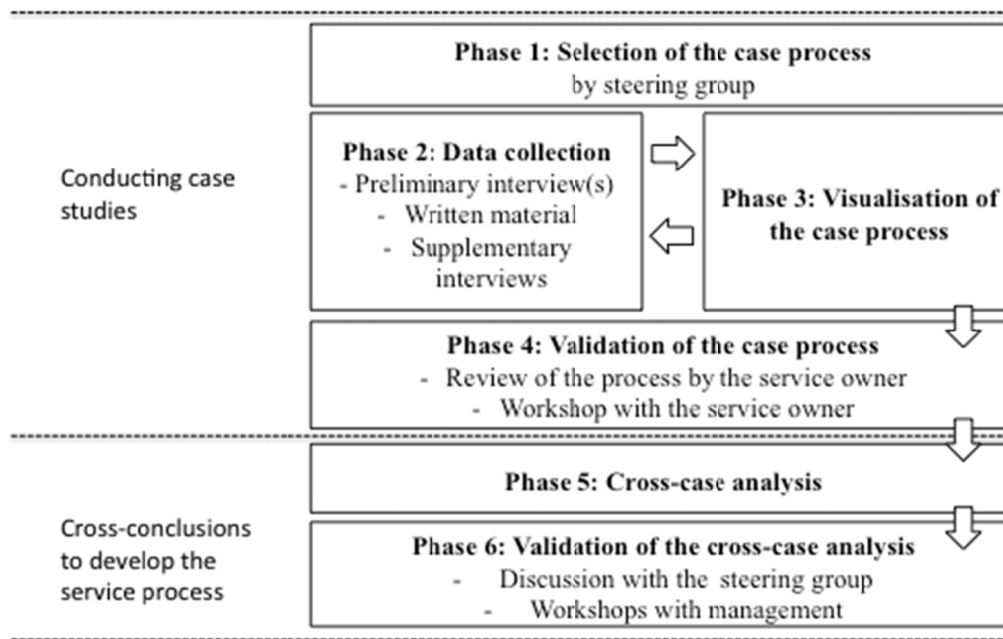 Phase 1: Selection of the case process
by steering group
Conducting case
studies
Phase 2: Data collection
- Preliminary interview(s)
- Written material
- Supplementary
interviews
Phase 3: Visualisation of
the case process
Phase 4: Validation of the case process
- Review of the process by the service owner
- Workshop with the service owner
Cross-conclusions
to develop the
service process
Phase 5: Cross-case analysis
Phase 6: Validation of the cross-case analysis
- Discussion with the steering group
- Workshops with management